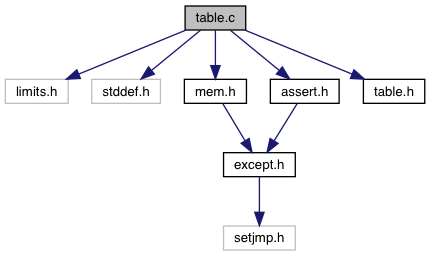 table.c
limits.h
stddef.h
mem.h
assert.h
table.h
except.h
setjmp.h